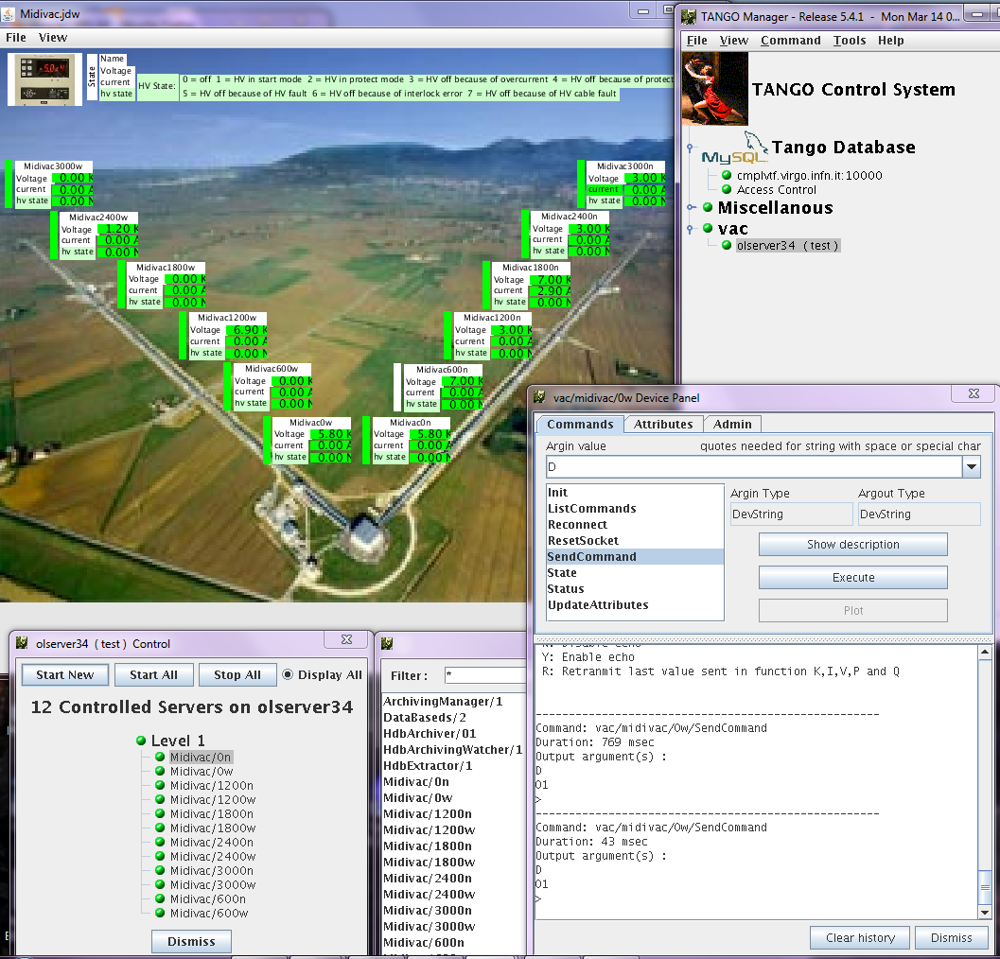 Midivac.jdw
File View
State
Name
Voltage
current
hv state
HV State:
0 = off 1 = HV in start mode 2 = HV in protect mode 3 = HV off because of overcurrent 4 = HV off because of protect
5 = HV off because of HV fault 6 = HV off because of interlock error 7 = HV off because of HV cable fault
Midivac3000w
Voltage 0.00 K
current 0.00 A
hv state 0.00 N
Midivac3000n
Voltage 3.00 K
current 0.00 A
hv state 0.00 N
Midivac2400w
Voltage 1.20 K
current 0.00 A
hv state 0.00 N
Midivac2400n
Voltage 3.00 K
current 0.00 A
hv state 0.00 N
Midivac1800w
Voltage 0.00 K
current 0.00 A
hv state 0.00 N
Midivac1800n
Voltage 7.00 K
current 2.90 A
hv state 0.00 N
Midivac1200w
Voltage 6.90 K
current 0.00 A
hv state 0.00 N
Midivac1200n
Voltage 3.00 K
current 0.00 A
hv state 0.00 N
Midivac600w
Voltage 0.00 K
current 0.00 A
hv state 0.00 N
Midivac600n
Voltage 7.00 K
current 0.00 A
hv state 0.00 N
Midivac0w
Voltage 5.80 K
current 0.00 A
hv state 0.00 N
Midivac0n
Voltage 5.80 K
current 0.00 A
hv state 0.00 N
TANGO Manager - Release 5.4.1 - Mon Mar 14 0...
File View Command Tools Help
TANGO Control System
MySQL Tango Database
cmplvtf.virgo.infn.it:10000
Access Control
Miscellanous
vac
olserver34 ( test )
vac/midivac/0w Device Panel
Commands Attributes Admin
Argin value quotes needed for string with space or special char
D
Init
ListCommands
Reconnect
ResetSocket
SendCommand
State
Status
UpdateAttributes
Argin Type Argout Type
DevString DevString
Show description
Execute
Plot
N: Disable echo
Y: Enable echo
R: Retranmit last value sent in function K,I,V,P and Q
----------------------------------------------------
Command: vac/midivac/0w/SendCommand
Duration: 769 msec
Output argument(s) :
D
01
>
----------------------------------------------------
Command: vac/midivac/0w/SendCommand
Duration: 43 msec
Output argument(s) :
D
01
>
Clear history Dismiss
olserver34 ( test ) Control
Start New Start All Stop All Display All
12 Controlled Servers on olserver34
Level 1
Midivac/0n
Midivac/0w
Midivac/1200n
Midivac/1200w
Midivac/1800n
Midivac/1800w
Midivac/2400n
Midivac/2400w
Midivac/3000n
Midivac/3000w
Midivac/600n
Midivac/600w
Dismiss
Filter : *
ArchivingManager/1
DataBaseds/2
HdbArchiver/01
HdbArchivingWatcher/1
HdbExtractor/1
Midivac/0n
Midivac/0w
Midivac/1200n
Midivac/1200w
Midivac/1800n
Midivac/1800w
Midivac/2400n
Midivac/2400w
Midivac/3000n
Midivac/3000w
Midivac/600n